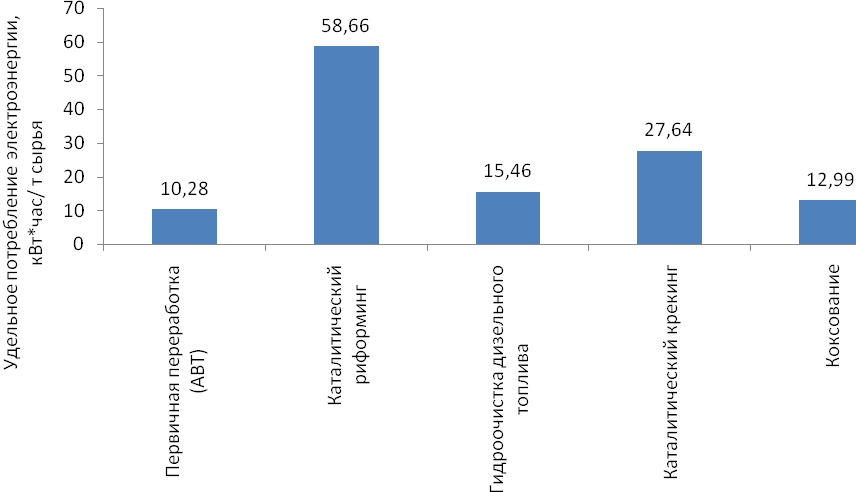 Удельное потребление электроэнергии,
кВт*час/ т сырья
70
60
50
40
30
20
10
0
10,28
58,66
15,46
27,64
12,99
Первичная переработка
(АВТ)
Каталитический
риформинг
Гидроочистка дизельного
топлива
Каталитический крекинг
Коксование